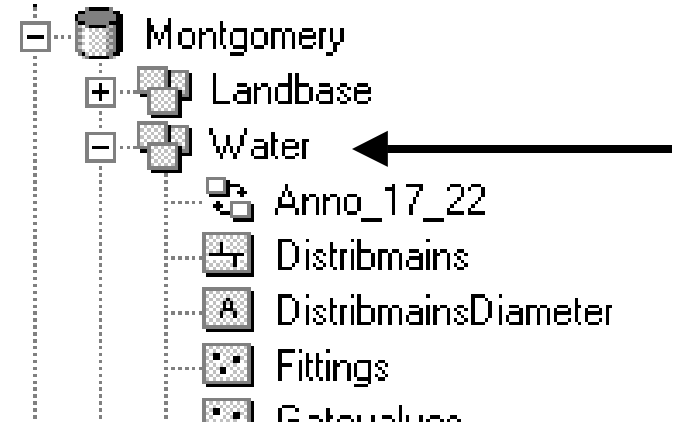 Montgomery
Landbase
Water
Anno_17_22
Distribmains
A DistribmainsDiameter
Fittings